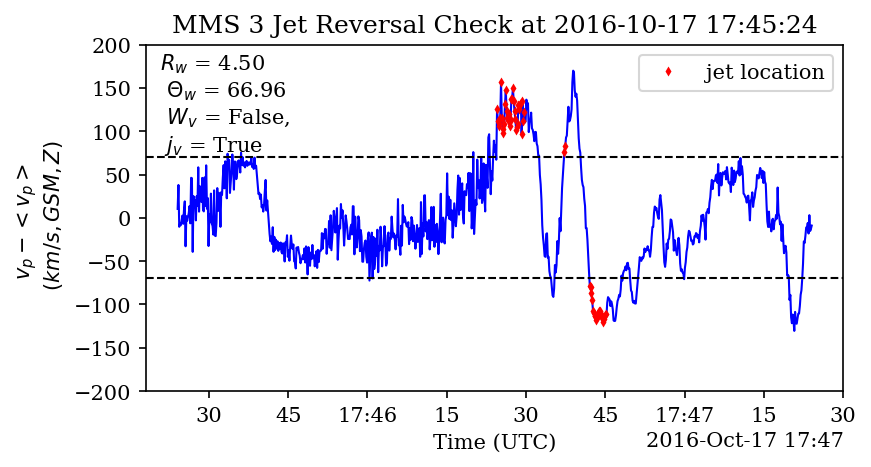 MMS 3 Jet Reversal Check at 2016-10-17 17:45:24
R_w = 4.50
Θ_w = 66.96
W_v = False,
j_v = True
jet location
v_p − < v_p >
(km/s, GSM, Z)
200
150
100
50
0
−50
−100
−150
−200
30 45 17:46 15 30 45 17:47 15 30
Time (UTC)
2016-Oct-17 17:47